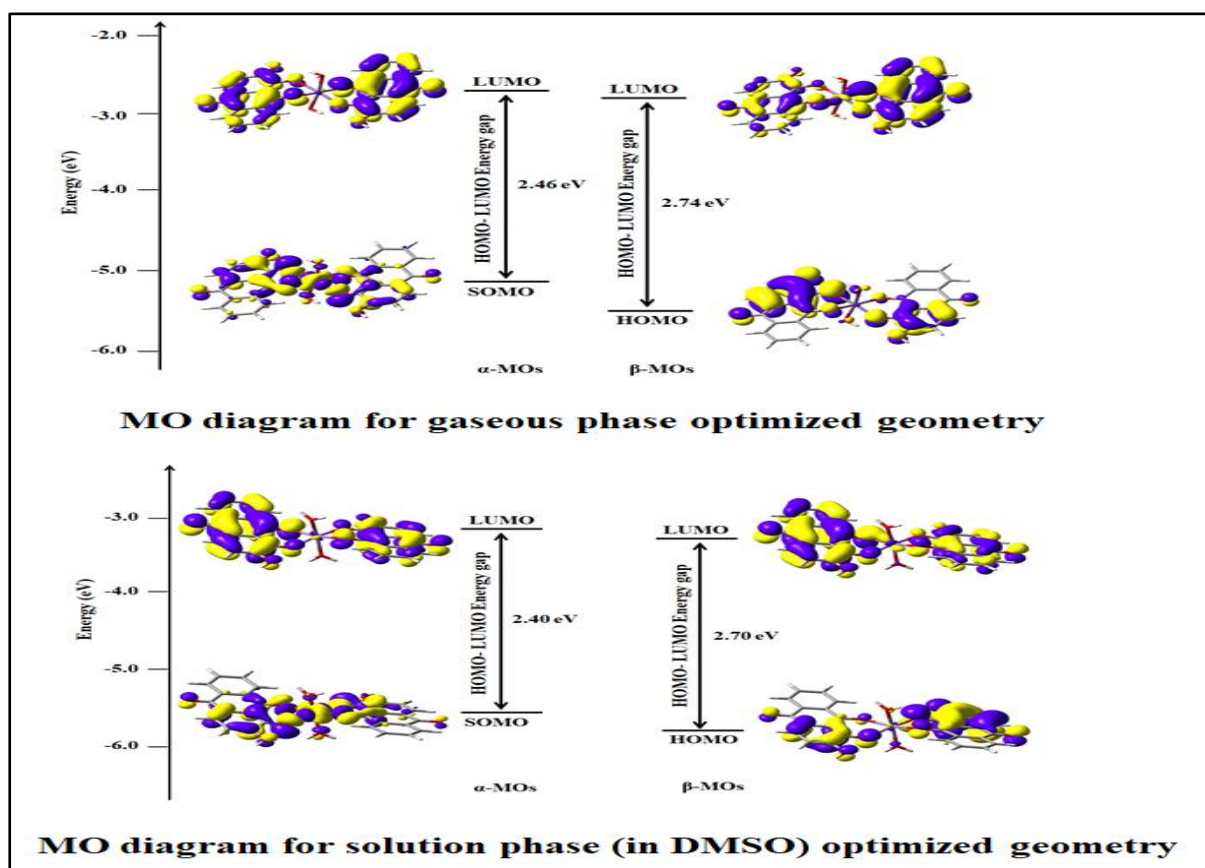 -2.0
-3.0
-4.0
-5.0
-6.0
Energy (eV)
LUMO
HOMO- LUMO Energy gap
2.46 eV
SOMO
α-MOs
LUMO
HOMO- LUMO Energy gap
2.74 eV
HOMO
β-MOs
MO diagram for gaseous phase optimized geometry
-3.0
-4.0
-5.0
-6.0
Energy (eV)
LUMO
HOMO- LUMO Energy gap
2.40 eV
SOMO
α-MOs
LUMO
HOMO- LUMO Energy gap
2.70 eV
HOMO
β-MOs
MO diagram for solution phase (in DMSO) optimized geometry